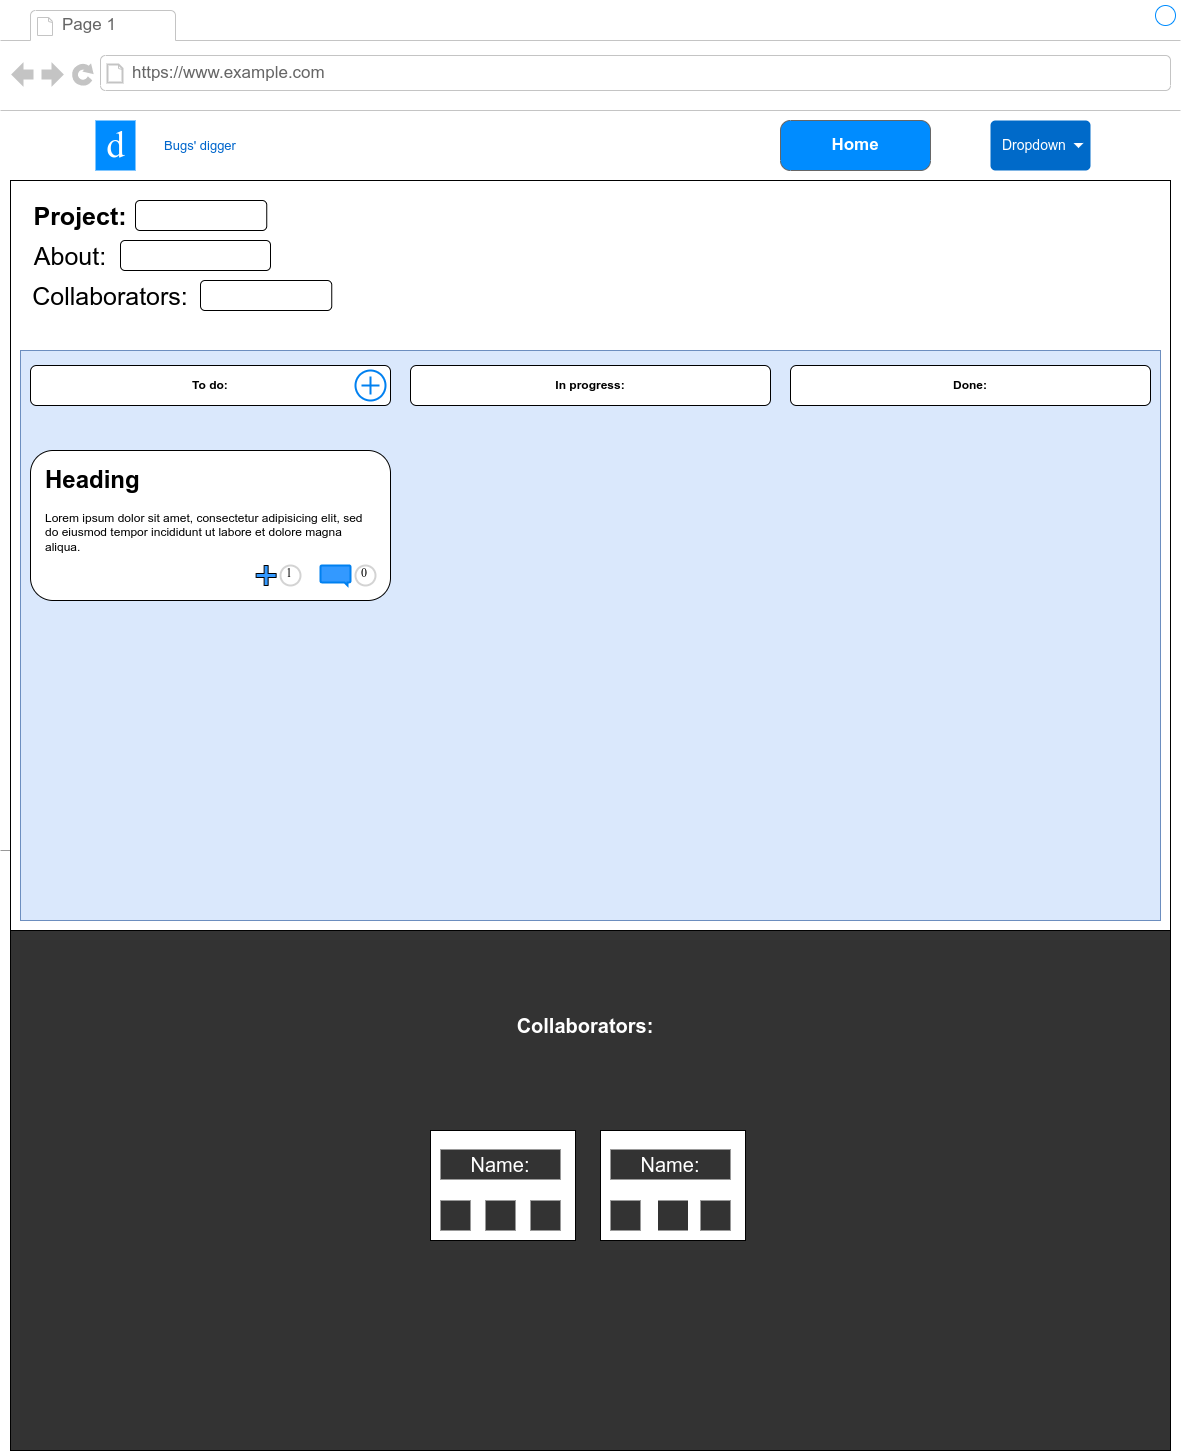 Page 1
https://www.example.com
d
Bugs' digger
Home
Dropdown
Project:
About:
Collaborators:
To do:
In progress:
Done:
Heading
Lorem ipsum dolor sit amet, consectetur adipisicing elit, sed
do eiusmod tempor incididunt ut labore et dolore magna
aliqua.
1
0
Collaborators:
Name:
Name: